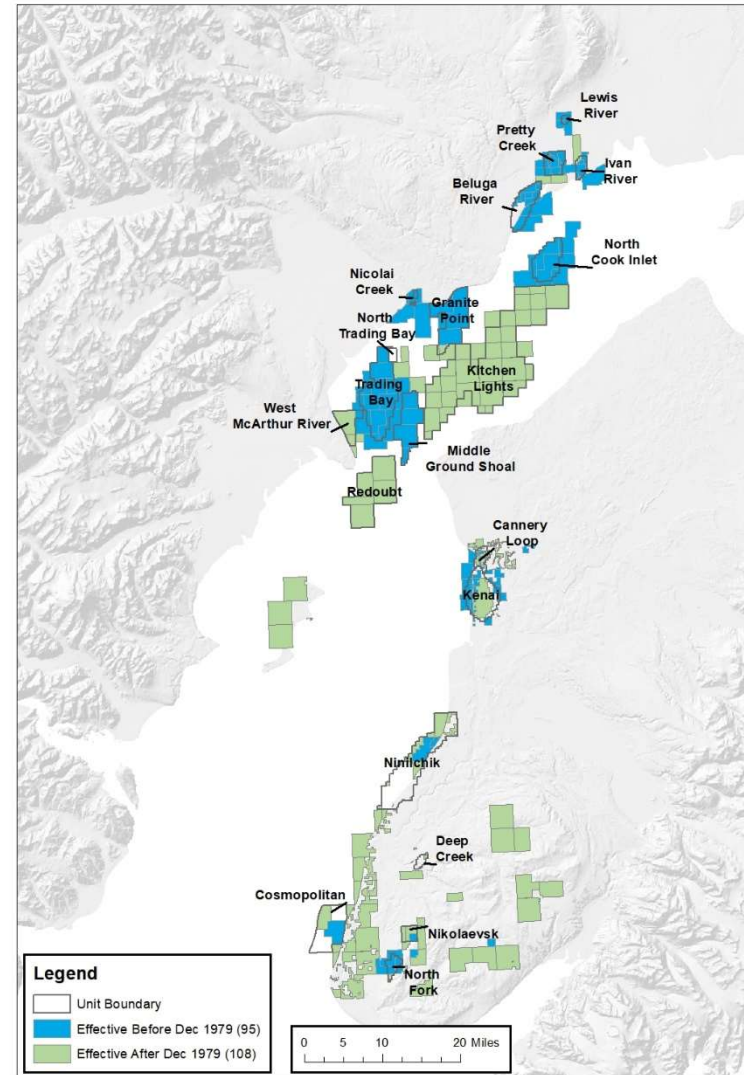 Lewis
River
Pretty
Creek
Ivan
River
Beluga
River
North
Cook Inlet
Nicolai
Creek
Granite
Point
North
Trading Bay
Kitchen
Lights
Trading
Bay
West
McArthur River
Middle
Ground Shoal
Redoubt
Cannery
Loop
Kenai
Ninilchik
Deep
Creek
Cosmopolitan
Nikolaevsk
North
Fork
Legend
Unit Boundary
Effective Before Dec 1979 (95)
Effective After Dec 1979 (108)
0 5 10 20 Miles